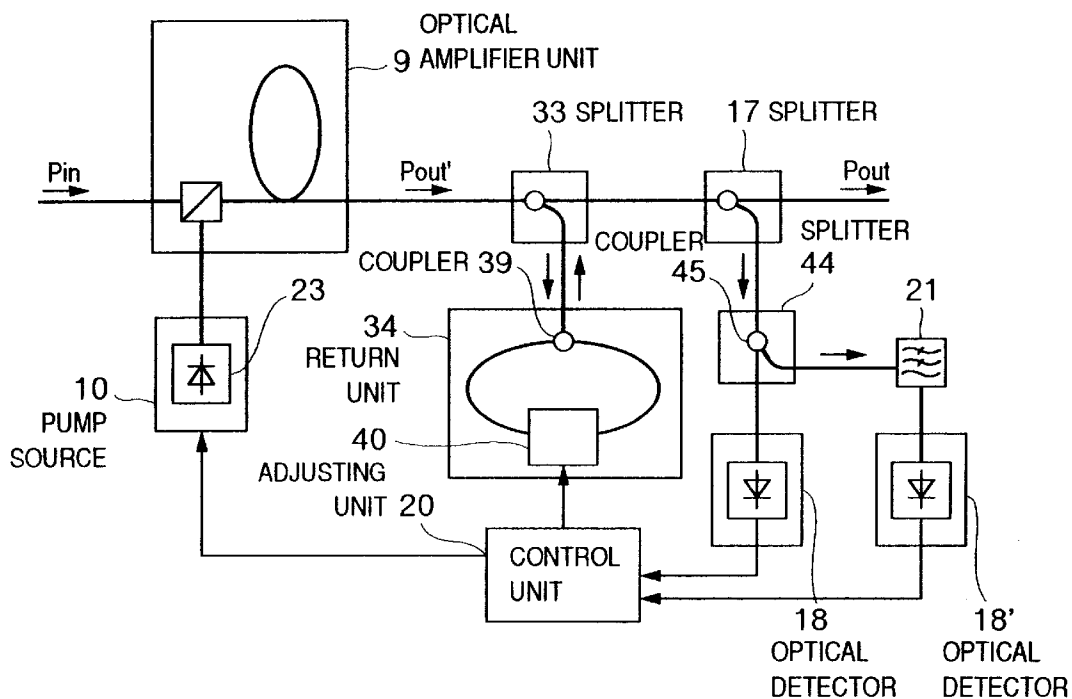 OPTICAL
9 AMPLIFIER UNIT
33 SPLITTER
17 SPLITTER
Pin
Pout'
Pout
COUPLER 39
COUPLER
45
SPLITTER
44
21
23
34
RETURN
UNIT
10
PUMP
SOURCE
40
ADJUSTING
UNIT 20
CONTROL
UNIT
18
OPTICAL
DETECTOR
18'
OPTICAL
DETECTOR